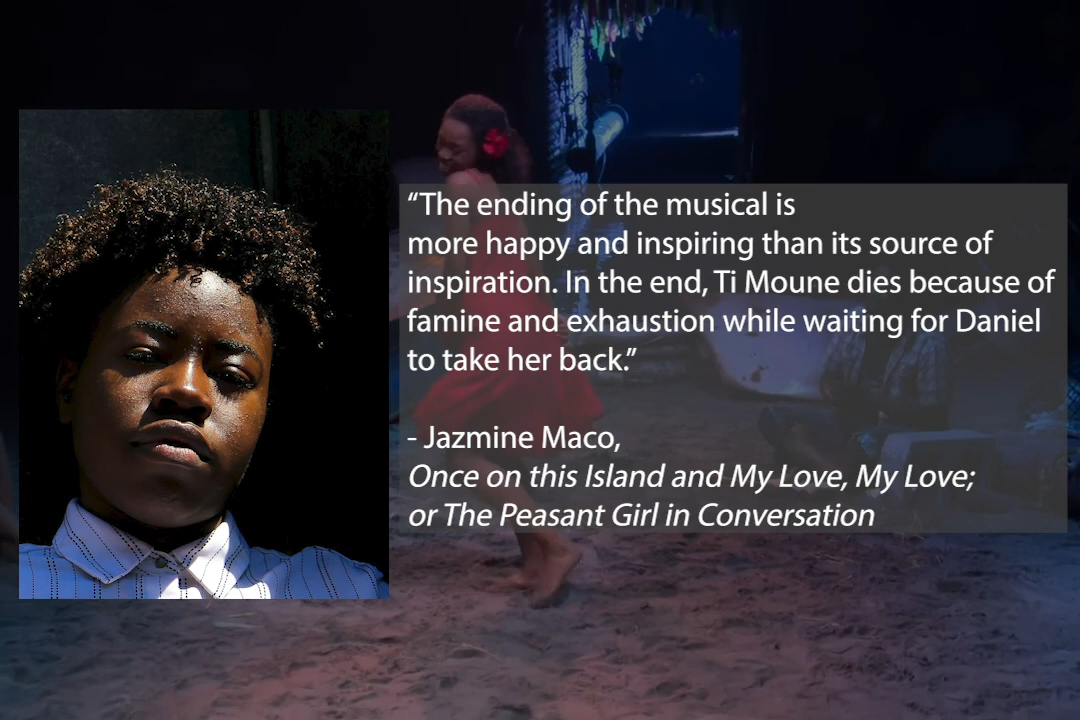 “The ending of the musical is
more happy and inspiring than its source of
inspiration. In the end, Ti Moune dies because of
famine and exhaustion while waiting for Daniel
to take her back.”
- Jazmine Maco,
Once on this Island and My Love, My Love;
or The Peasant Girl in Conversation